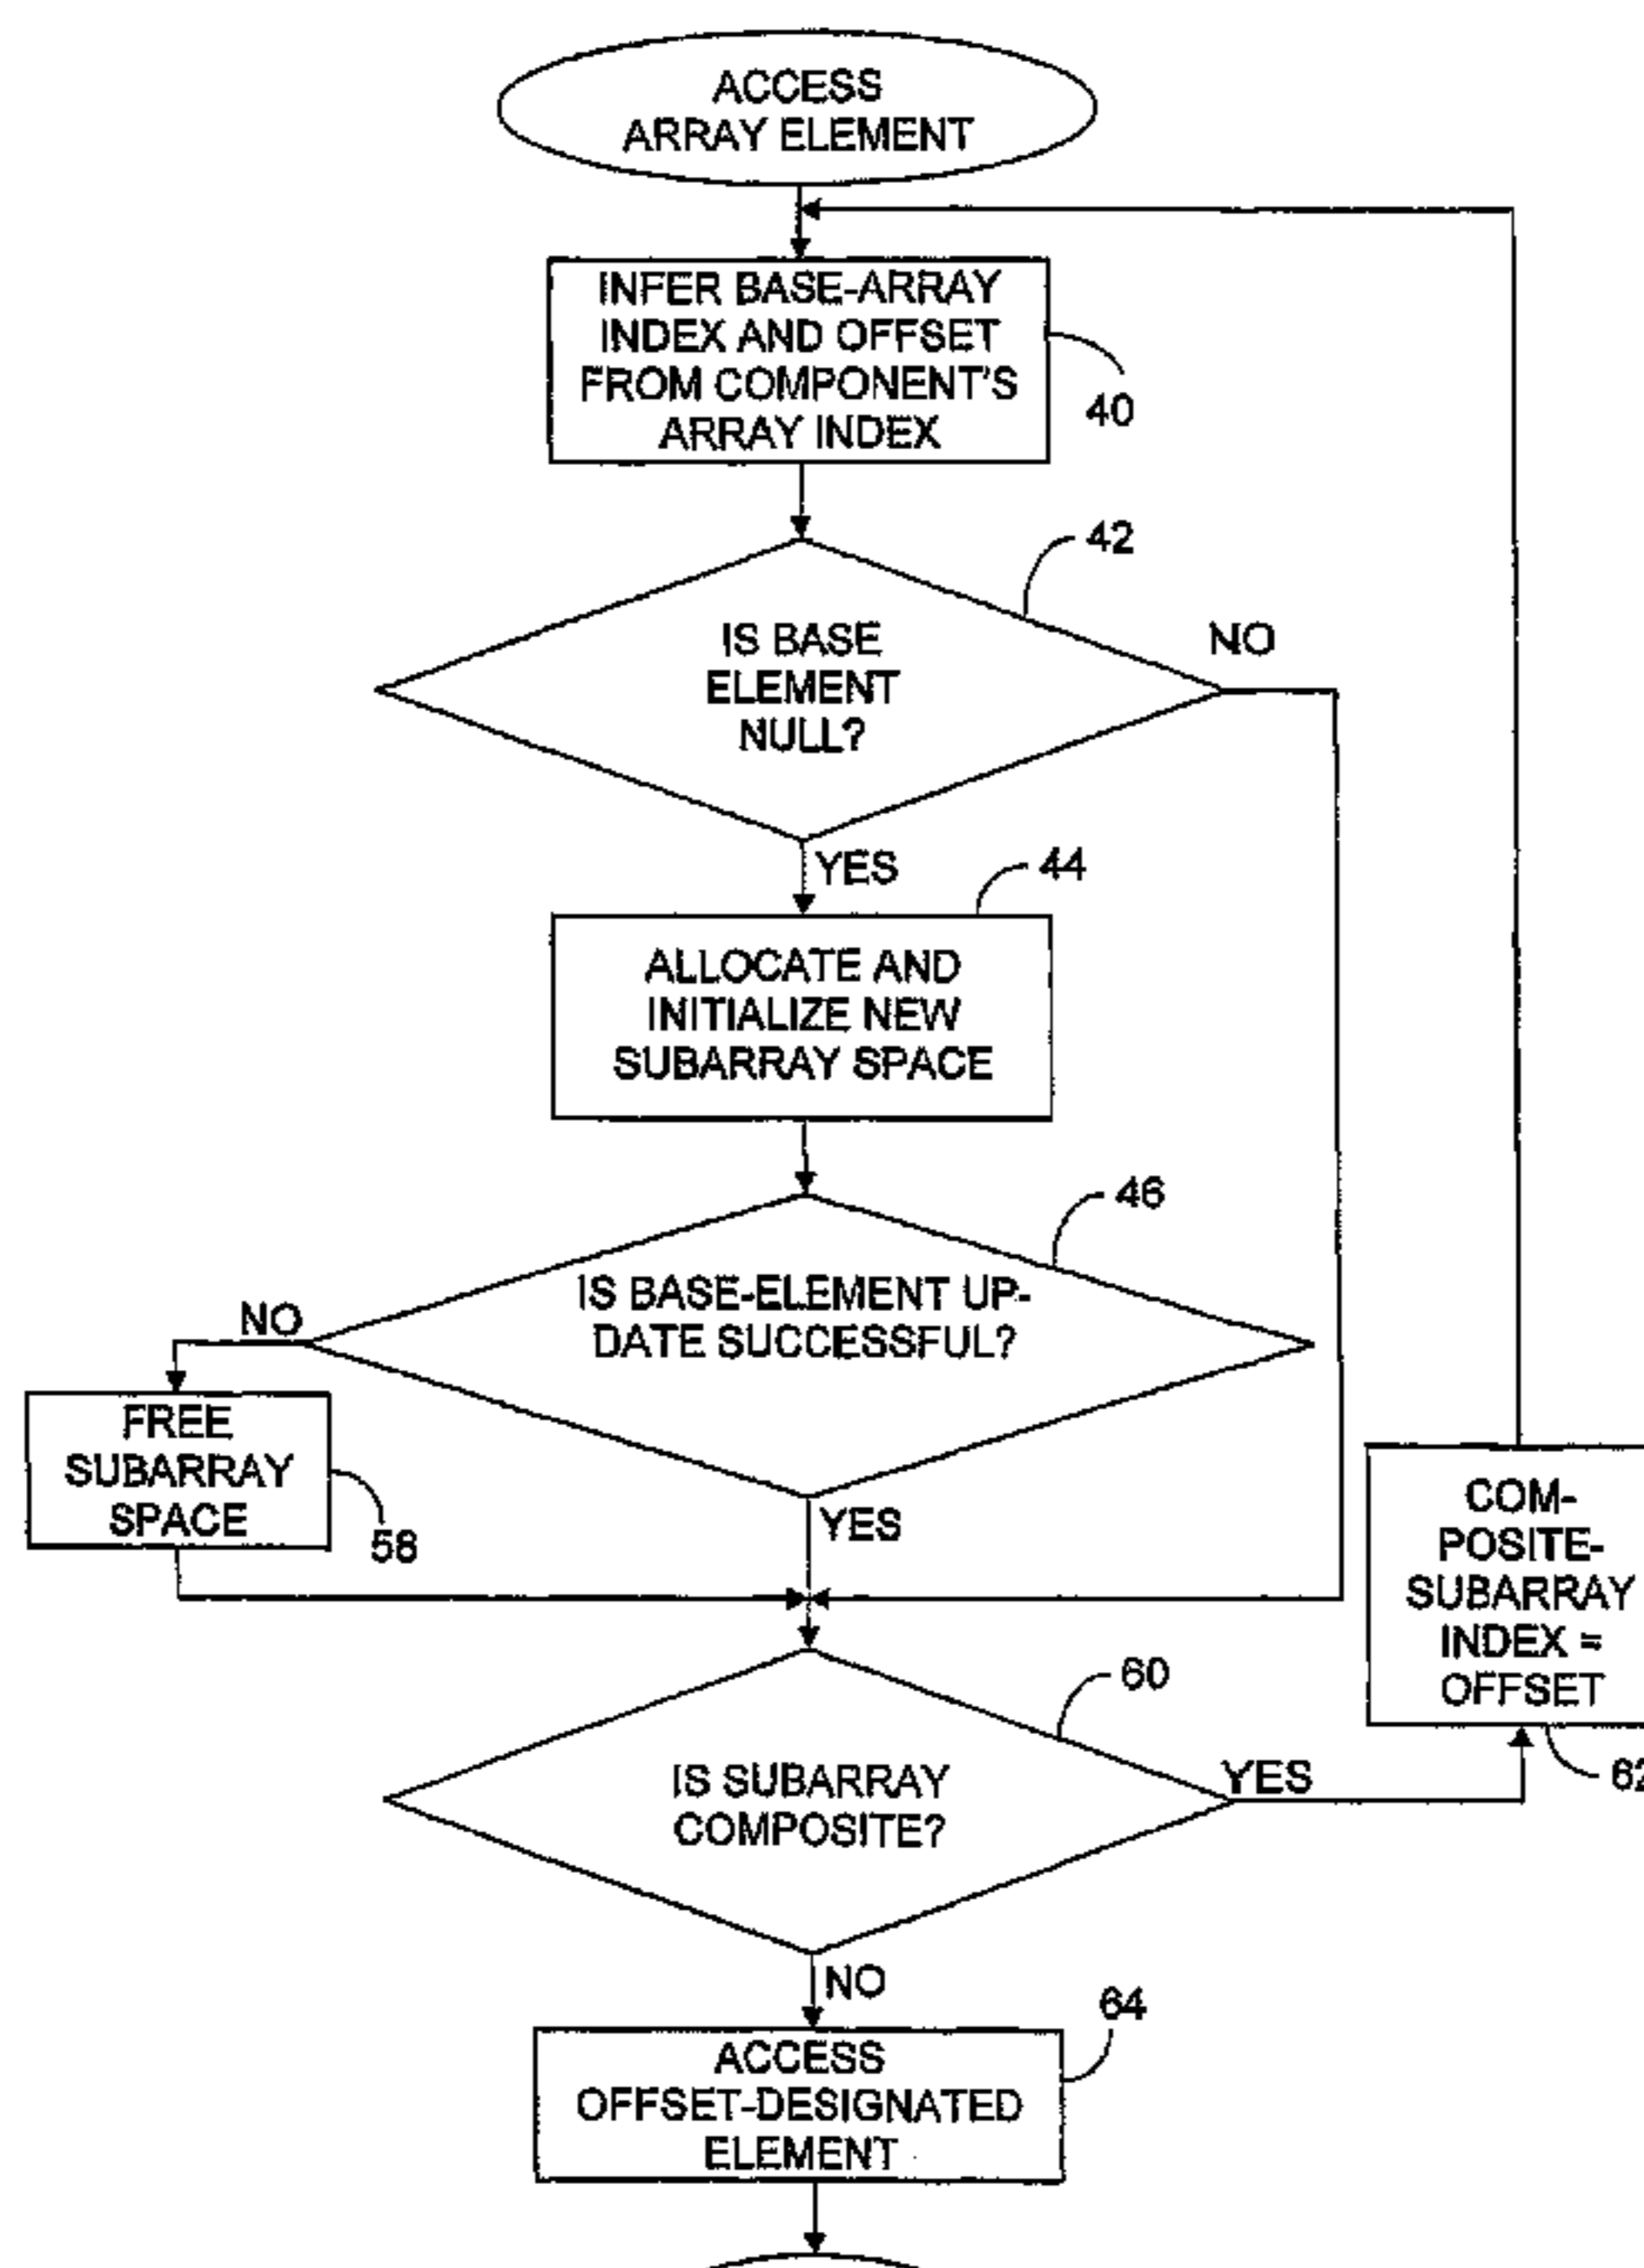 ACCESS
ARRAY ELEMENT
INFER BASE-ARRAY
INDEX AND OFFSET
FROM COMPONENT'S
ARRAY INDEX
40
42
IS BASE
ELEMENT
NULL?
NO
YES
44
ALLOCATE AND
INITIALIZE NEW
SUBARRAY SPACE
46
IS BASE-ELEMENT UP-
DATE SUCCESSFUL?
NO
FREE
SUBARRAY
SPACE
58
YES
COM-
POSITE-
SUBARRAY
INDEX =
OFFSET
60
IS SUBARRAY
COMPOSITE?
YES
62
NO
64
ACCESS
OFFSET-DESIGNATED
ELEMENT